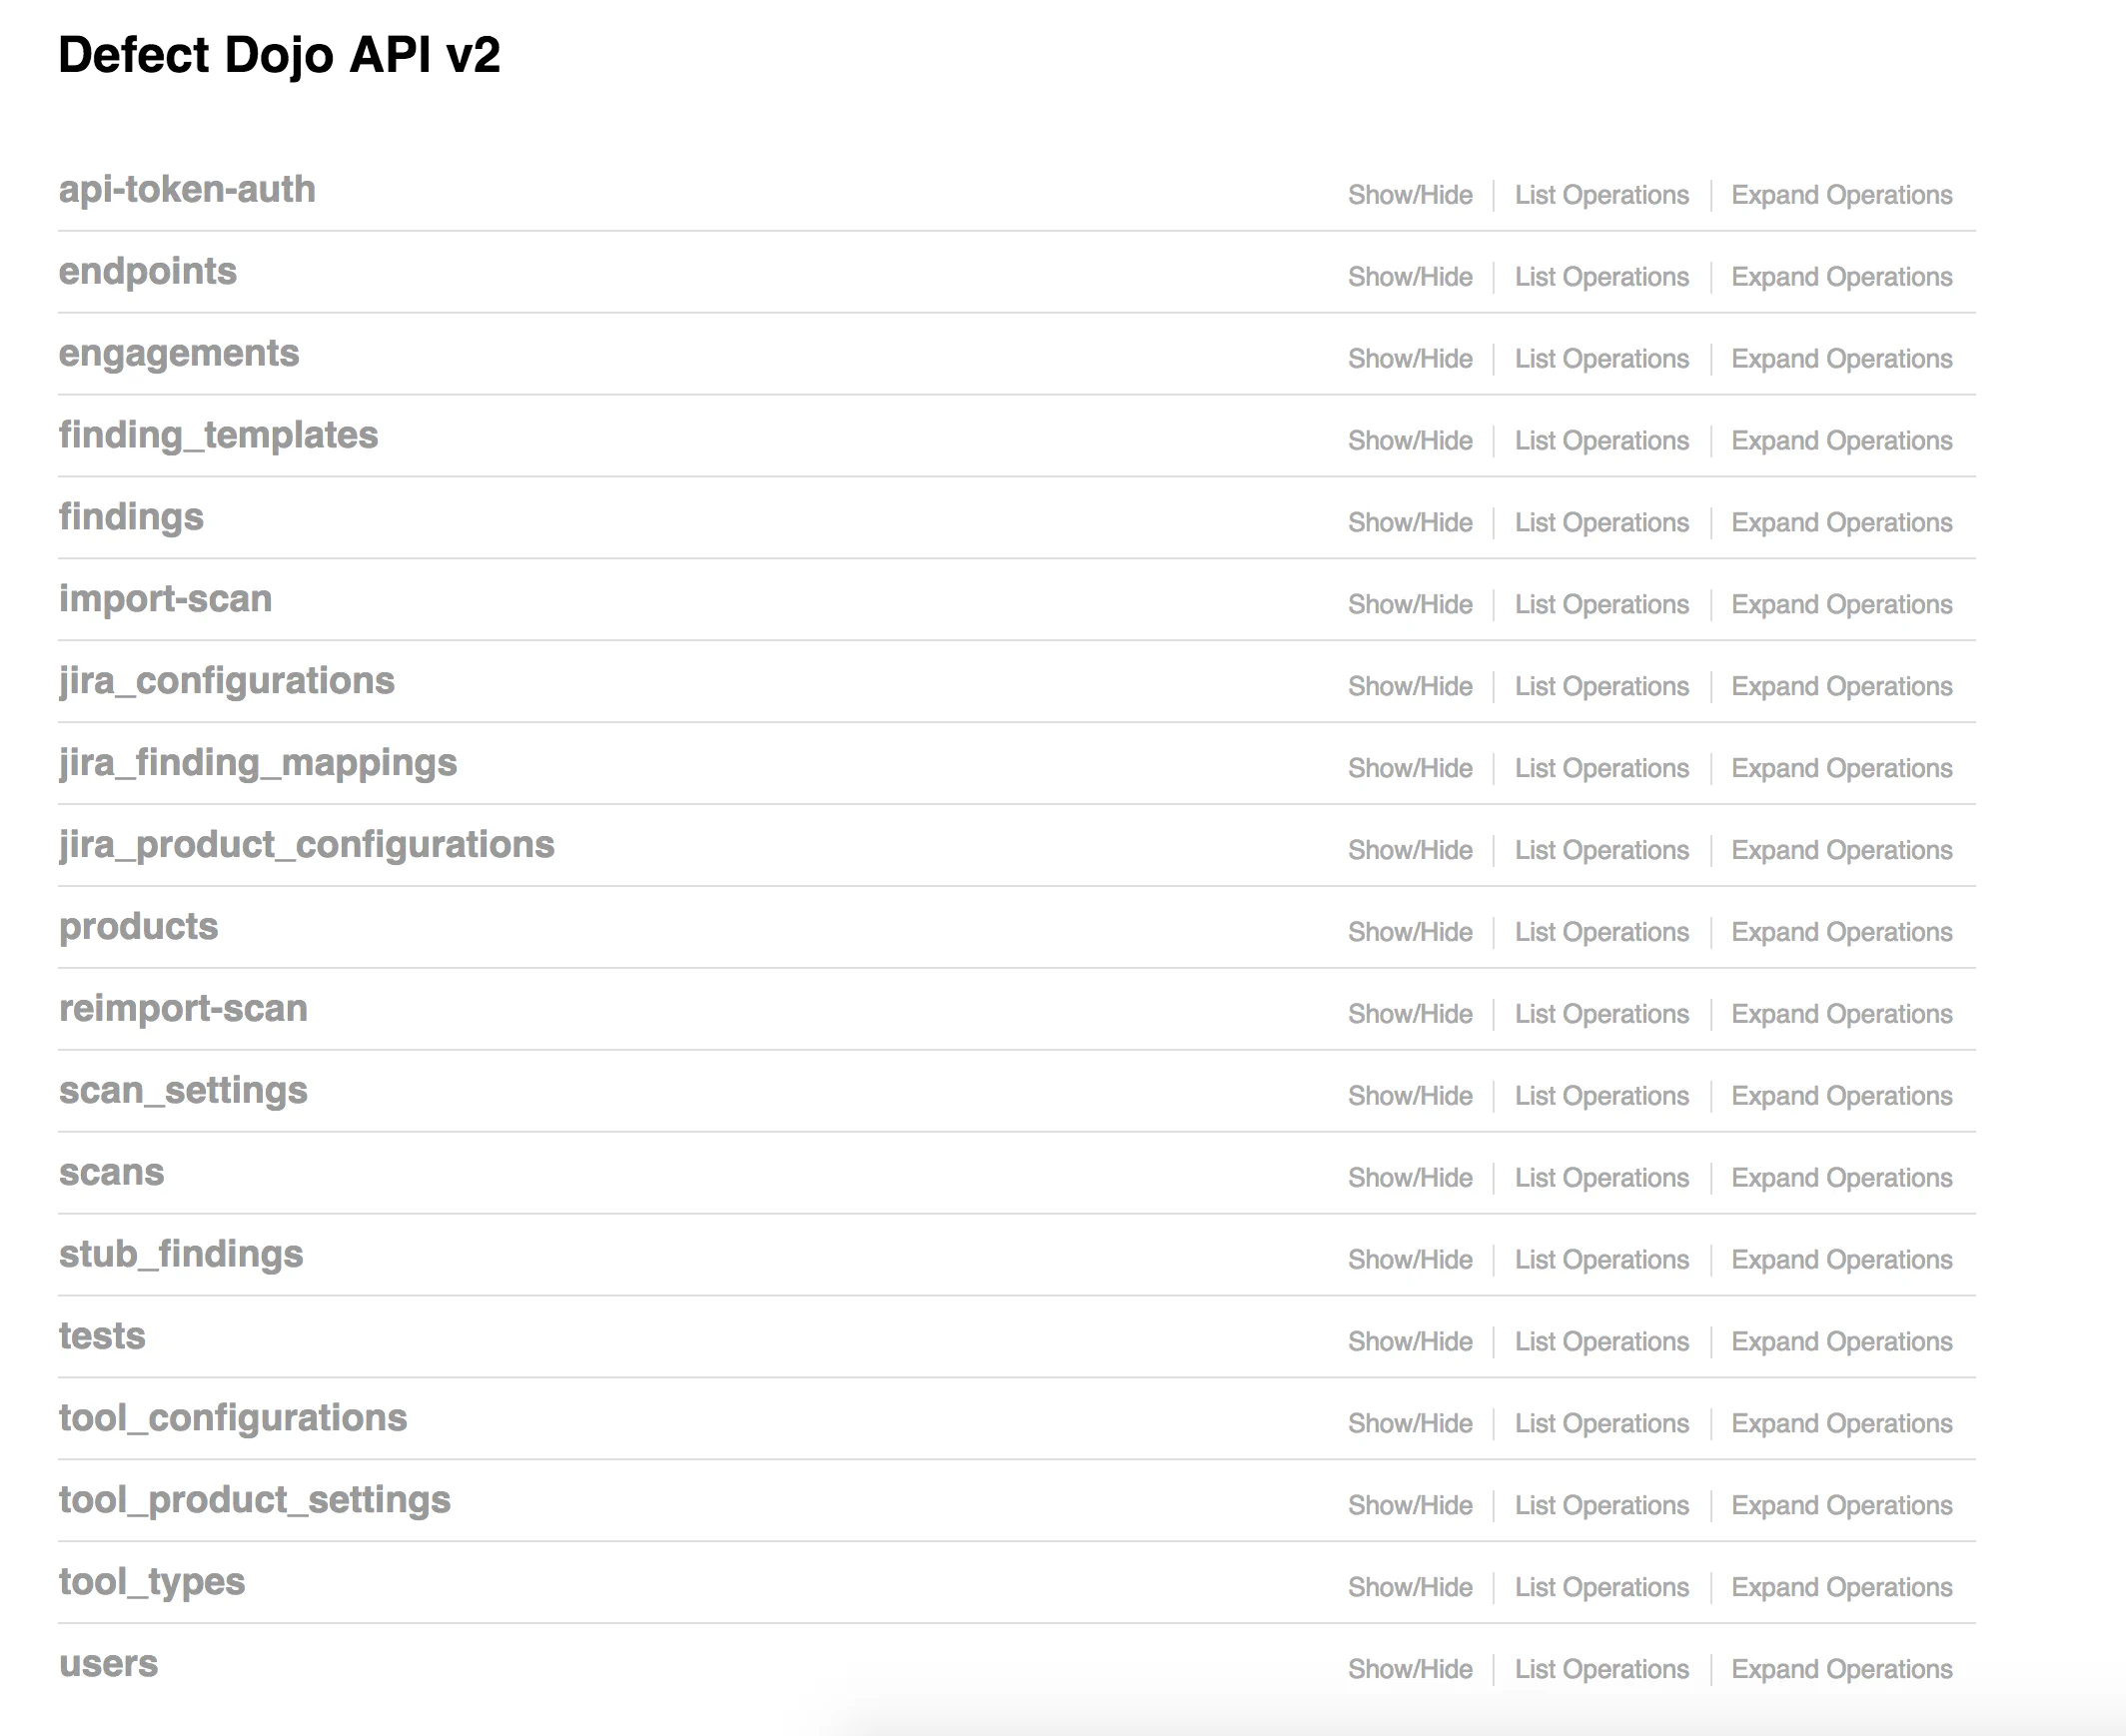 Defect Dojo API v2
api-token-auth Show/Hide List Operations Expand Operations
endpoints Show/Hide List Operations Expand Operations
engagements Show/Hide List Operations Expand Operations
finding_templates Show/Hide List Operations Expand Operations
findings Show/Hide List Operations Expand Operations
import-scan Show/Hide List Operations Expand Operations
jira_configurations Show/Hide List Operations Expand Operations
jira_finding_mappings Show/Hide List Operations Expand Operations
jira_product_configurations Show/Hide List Operations Expand Operations
products Show/Hide List Operations Expand Operations
reimport-scan Show/Hide List Operations Expand Operations
scan_settings Show/Hide List Operations Expand Operations
scans Show/Hide List Operations Expand Operations
stub_findings Show/Hide List Operations Expand Operations
tests Show/Hide List Operations Expand Operations
tool_configurations Show/Hide List Operations Expand Operations
tool_product_settings Show/Hide List Operations Expand Operations
tool_types Show/Hide List Operations Expand Operations
users Show/Hide List Operations Expand Operations